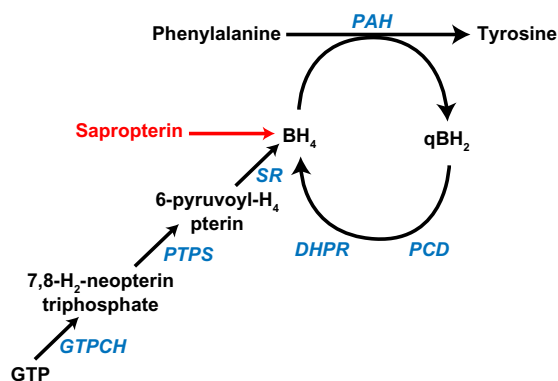 PAH
Phenylalanine Tyrosine
Sapropterin BH₄ qBH₂
SR
6-pyruvoyl-H₄
pterin
PTPS DHPR PCD
7,8-H₂-neopterin
triphosphate
GTPCH
GTP